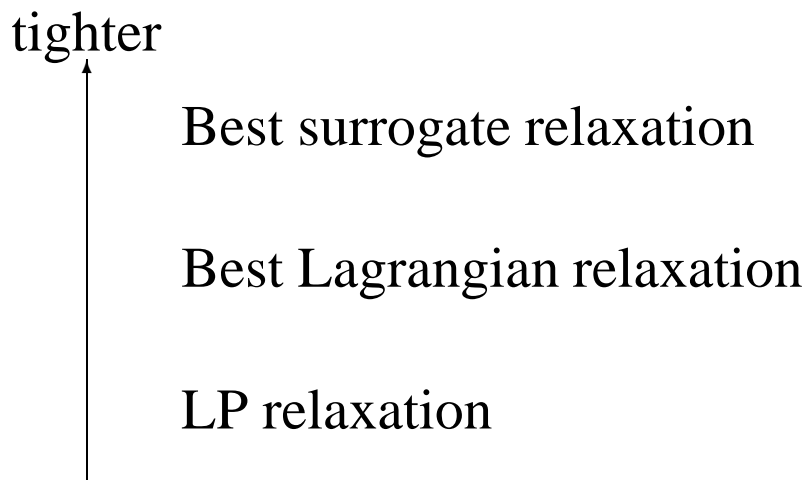 tighter
Best surrogate relaxation
Best Lagrangian relaxation
LP relaxation